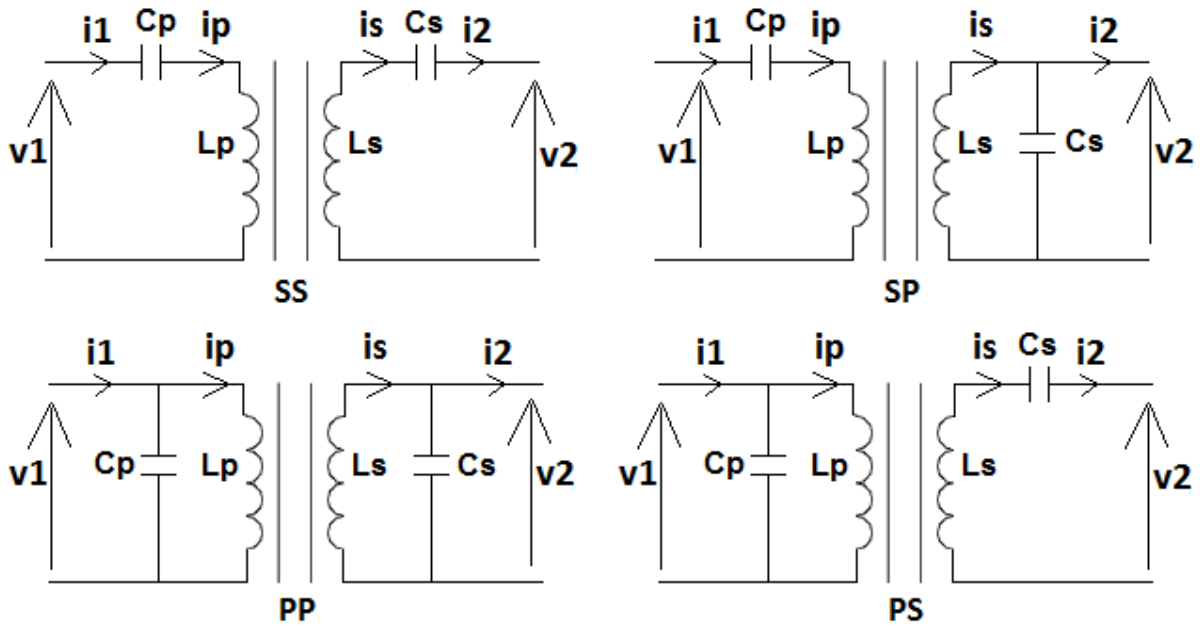 i1 Cp ip is Cs i2
v1 Lp Ls v2
SS
i1 Cp ip is i2
v1 Lp Ls Cs v2
SP
i1 ip is i2
v1 Cp Lp Ls Cs v2
PP
i1 ip is Cs i2
v1 Cp Lp Ls v2
PS